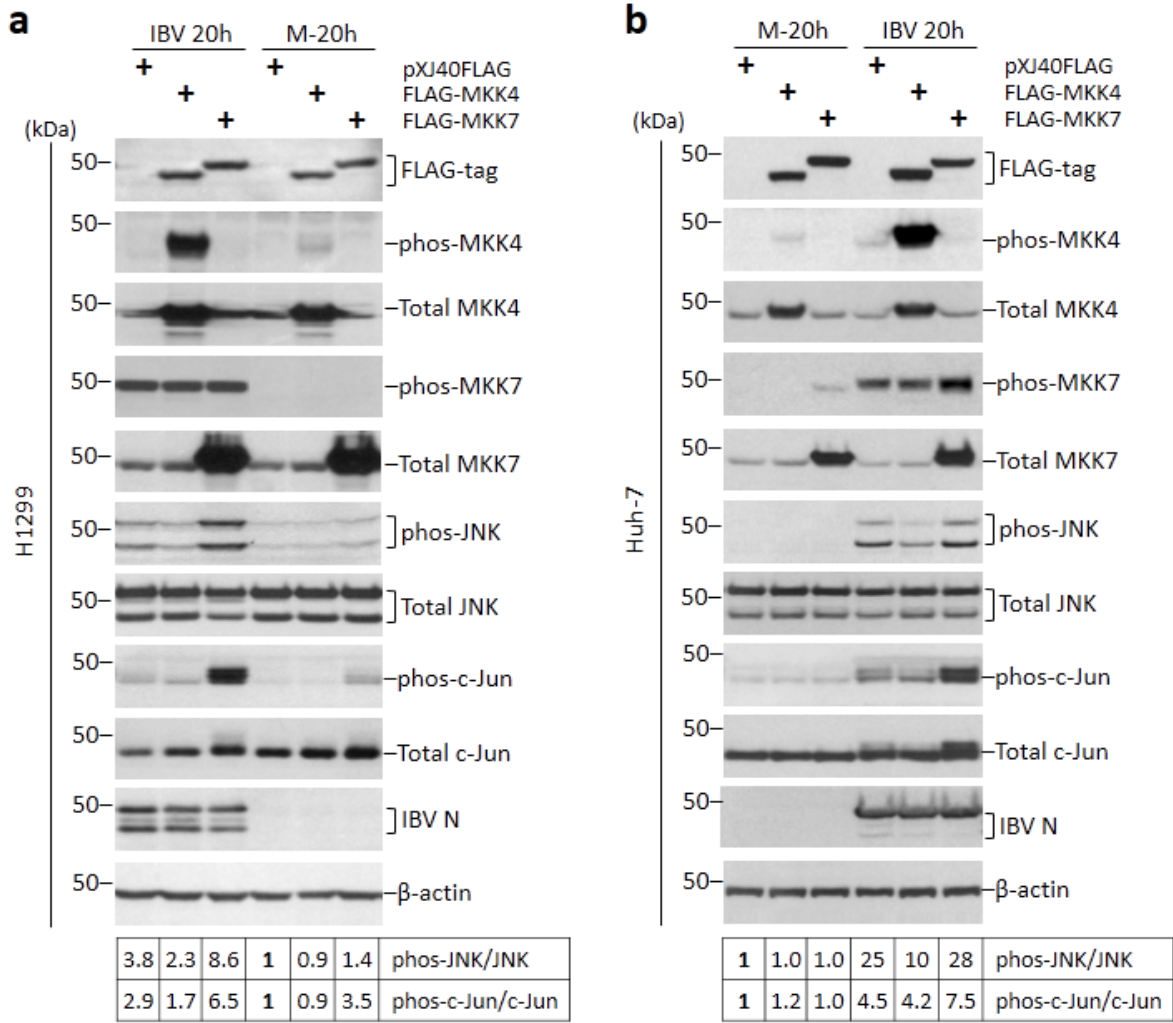 a
IBV 20h M-20h
+ + pXJ40FLAG
+ + FLAG-MKK4
+ + FLAG-MKK7
(kDa)
H1299
50– FLAG-tag
50– –phos-MKK4
50– –Total MKK4
50– –phos-MKK7
50– –Total MKK7
50– phos-JNK
50– Total JNK
50– –phos-c-Jun
50– –Total c-Jun
50– IBV N
50– –β-actin
3.8 2.3 8.6 1 0.9 1.4 phos-JNK/JNK
2.9 1.7 6.5 1 0.9 3.5 phos-c-Jun/c-Jun
b
M-20h IBV 20h
+ + pXJ40FLAG
+ + FLAG-MKK4
+ + FLAG-MKK7
(kDa)
Huh-7
50– FLAG-tag
50– –phos-MKK4
50– –Total MKK4
50– –phos-MKK7
50– –Total MKK7
50– phos-JNK
50– Total JNK
50– –phos-c-Jun
50– –Total c-Jun
50– IBV N
50– –β-actin
1 1.0 1.0 25 10 28 phos-JNK/JNK
1 1.2 1.0 4.5 4.2 7.5 phos-c-Jun/c-Jun